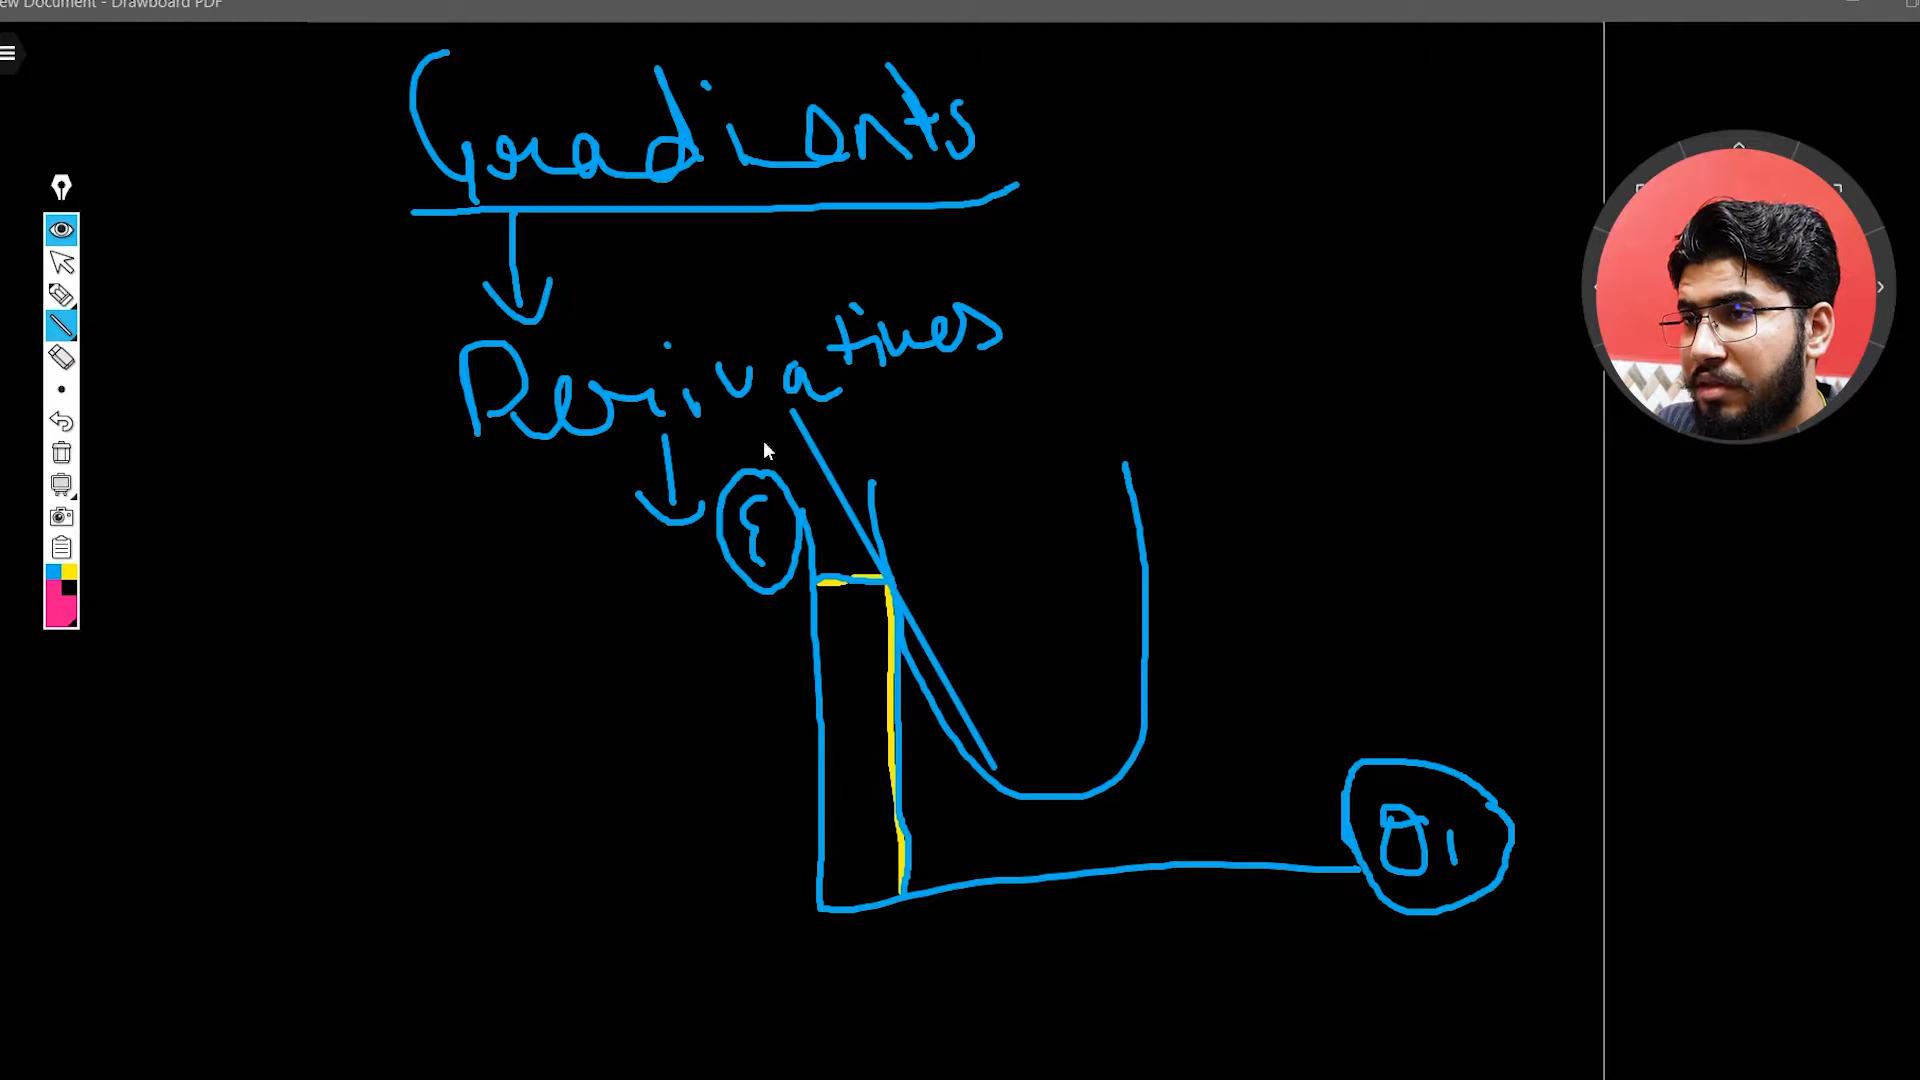 ew Document - Drawboard PDF
Gradients
Derivatives
ξ
θ1